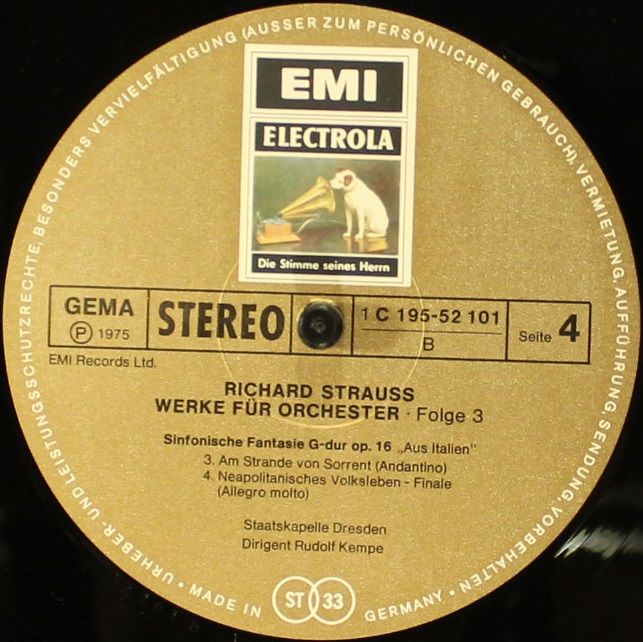 URHEBER- UND LEISTUNGSSCHUTZRECHTE, BESONDERS VERVIELFÄLTIGUNG (AUSSER ZUM PERSÖNLICHEN GEBRAUCH), VERMIETUNG, AUFFÜHRUNG, SENDUNG, VORBEHALTEN
EMI
ELECTROLA
Die Stimme seines Herrn
GEMA
Ⓟ 1975
STEREO
1 C 195-52 101
B
Seite 4
EMI Records Ltd.
RICHARD STRAUSS
WERKE FÜR ORCHESTER · Folge 3
Sinfonische Fantasie G-dur op. 16 „Aus Italien"
3. Am Strande von Sorrent (Andantino)
4. Neapolitanisches Volksleben - Finale
(Allegro molto)
Staatskapelle Dresden
Dirigent Rudolf Kempe
• MADE IN GERMANY •
ST 33